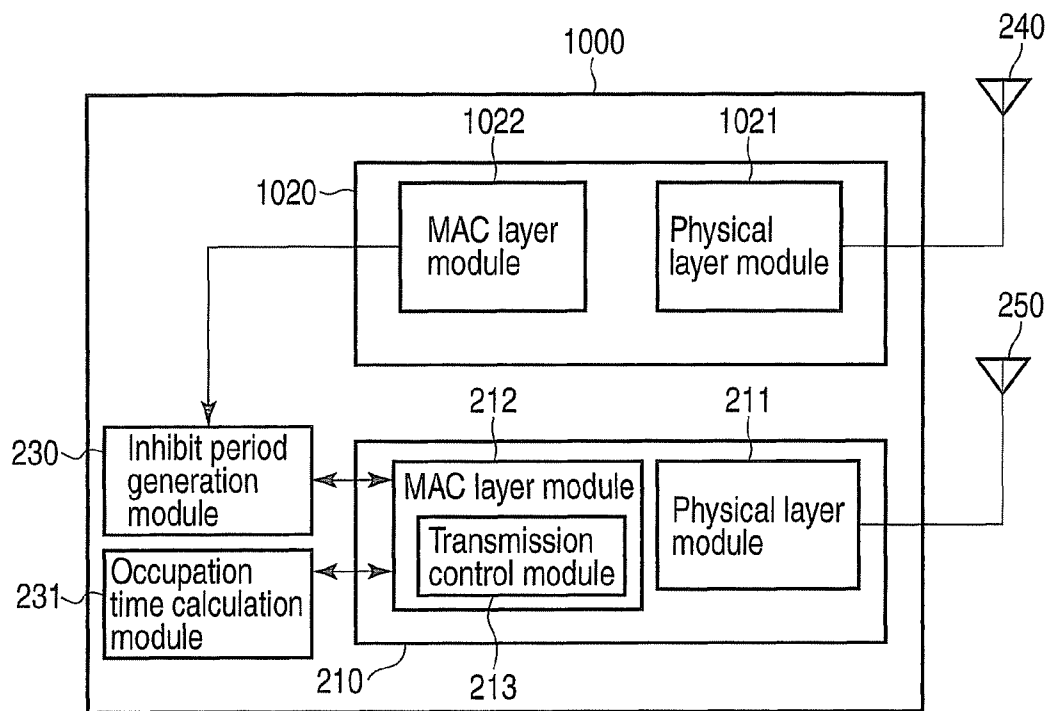 240
1000
1022
1021
1020
MAC layer
module
Physical
layer module
250
212
211
230
Inhibit period
generation
module
MAC layer module
Physical layer
module
Transmission
control module
231
Occupation
time calculation
module
210
213